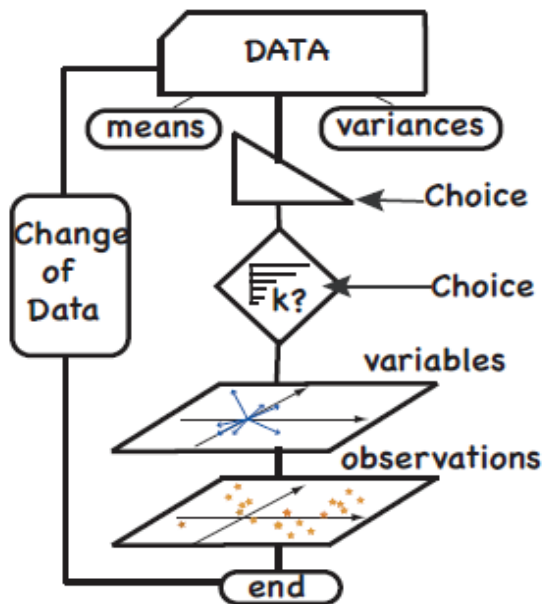 DATA
means
variances
Choice
Change
of
Data
k?
Choice
variables
observations
end